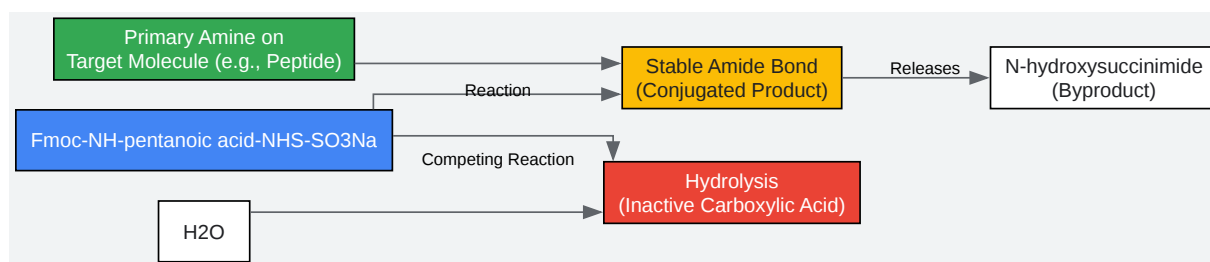 Primary Amine on
Target Molecule (e.g., Peptide)
Stable Amide Bond
(Conjugated Product)
Releases
N-hydroxysuccinimide
(Byproduct)
Reaction
Fmoc-NH-pentanoic acid-NHS-SO3Na
Competing Reaction
Hydrolysis
(Inactive Carboxylic Acid)
H2O